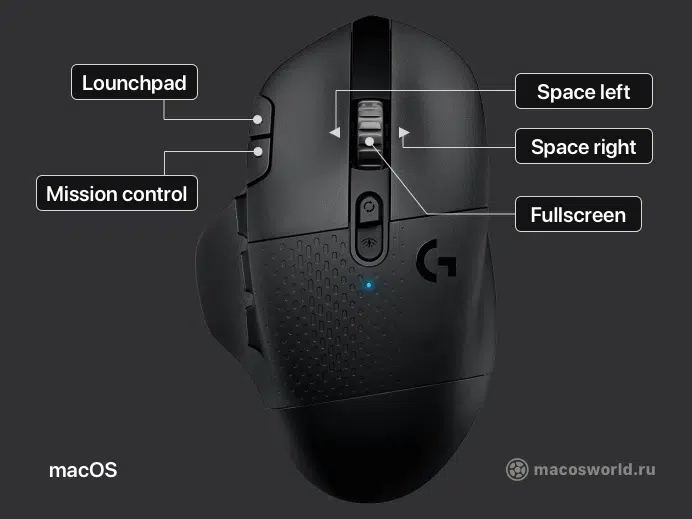 Lounchpad
Space left
Space right
Mission control
Fullscreen
G
macOS
macosworld.ru